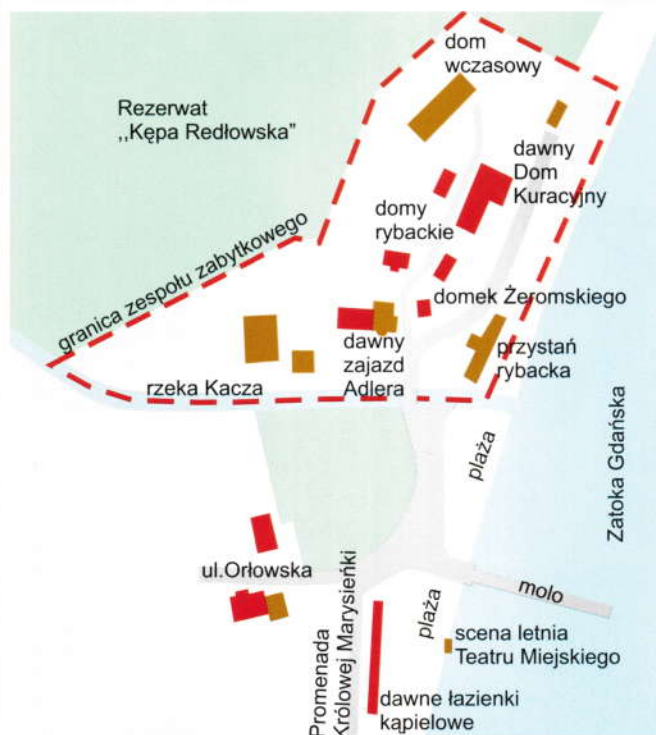 dom
wczasowy
Rezerwat
,,Kępa Redłowska”
dawny
Dom
Kuracyjny
domy
rybackie
granica zespołu zabytkowego
domek Żeromskiego
dawny
zajazd
Adlera
przystań
rybacka
rzeka Kacza
plaża
Zatoka Gdańska
ul.Orłowska
molo
plaża
scena letnia
Teatru Miejskiego
Promenada
Królowej Marysieńki
dawne łazienki
kąpielowe